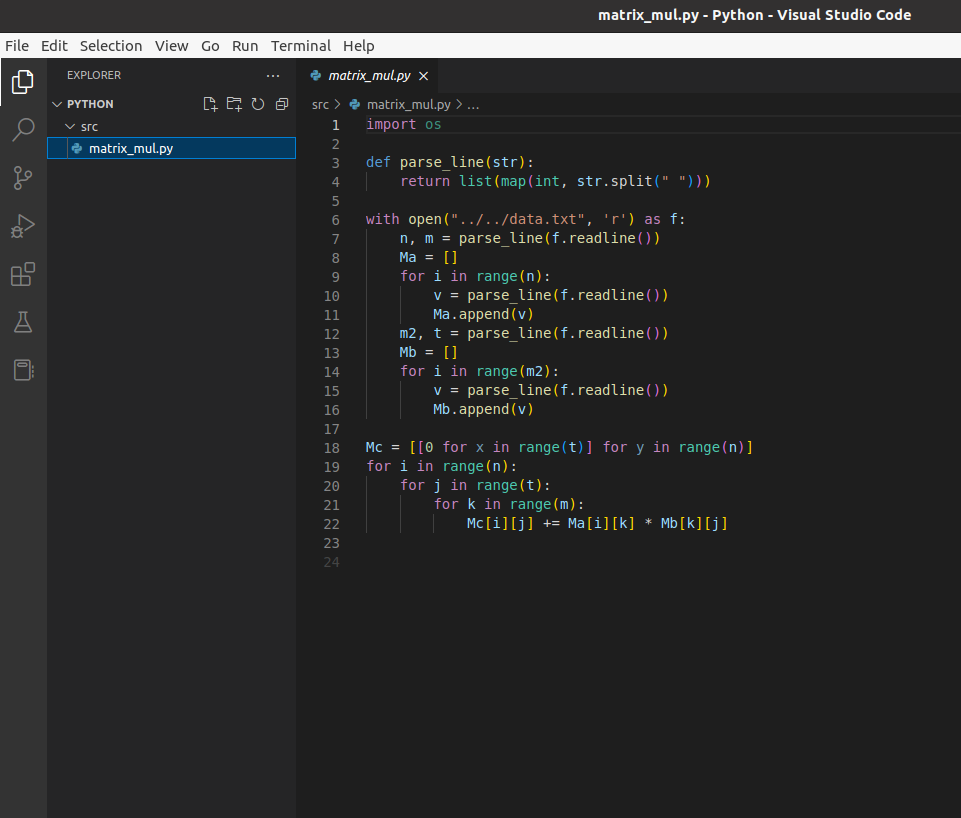 matrix_mul.py - Python - Visual Studio Code
File Edit Selection View Go Run Terminal Help
EXPLORER ...
PYTHON
src
matrix_mul.py
matrix_mul.py ×
src > matrix_mul.py > ...
1 import os
2
3 def parse_line(str):
4     return list(map(int, str.split(" ")))
5
6 with open("../../data.txt", 'r') as f:
7     n, m = parse_line(f.readline())
8     Ma = []
9     for i in range(n):
10         v = parse_line(f.readline())
11         Ma.append(v)
12     m2, t = parse_line(f.readline())
13     Mb = []
14     for i in range(m2):
15         v = parse_line(f.readline())
16         Mb.append(v)
17
18 Mc = [[0 for x in range(t)] for y in range(n)]
19 for i in range(n):
20     for j in range(t):
21         for k in range(m):
22             Mc[i][j] += Ma[i][k] * Mb[k][j]
23
24